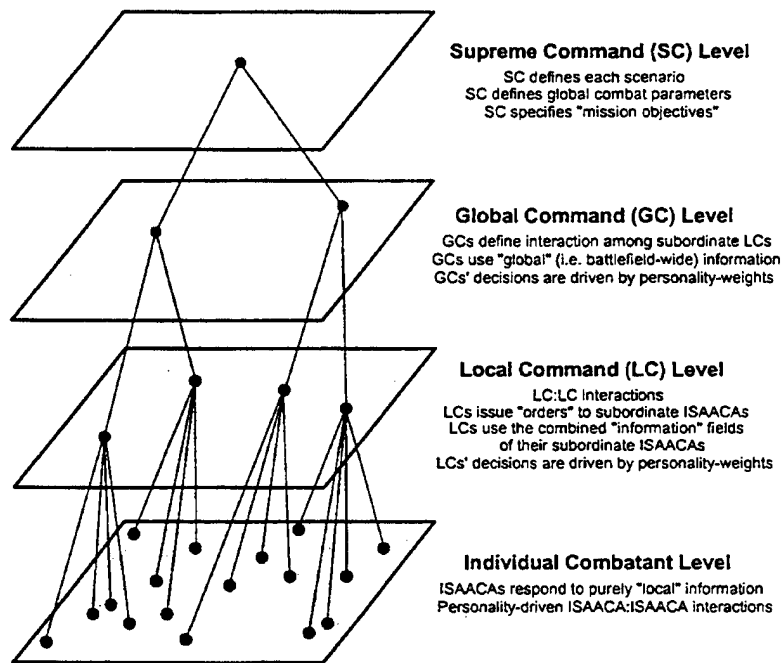 Supreme Command (SC) Level
SC defines each scenario
SC defines global combat parameters
SC specifies "mission objectives"
Global Command (GC) Level
GCs define interaction among subordinate LCs
GCs use "global" (i.e. battlefield-wide) information
GCs' decisions are driven by personality-weights
Local Command (LC) Level
LC:LC Interactions
LCs issue "orders" to subordinate ISAACAs
LCs use the combined "information" fields
of their subordinate ISAACAs
LCs' decisions are driven by personality-weights
Individual Combatant Level
ISAACAs respond to purely "local" information
Personality-driven ISAACA:ISAACA interactions